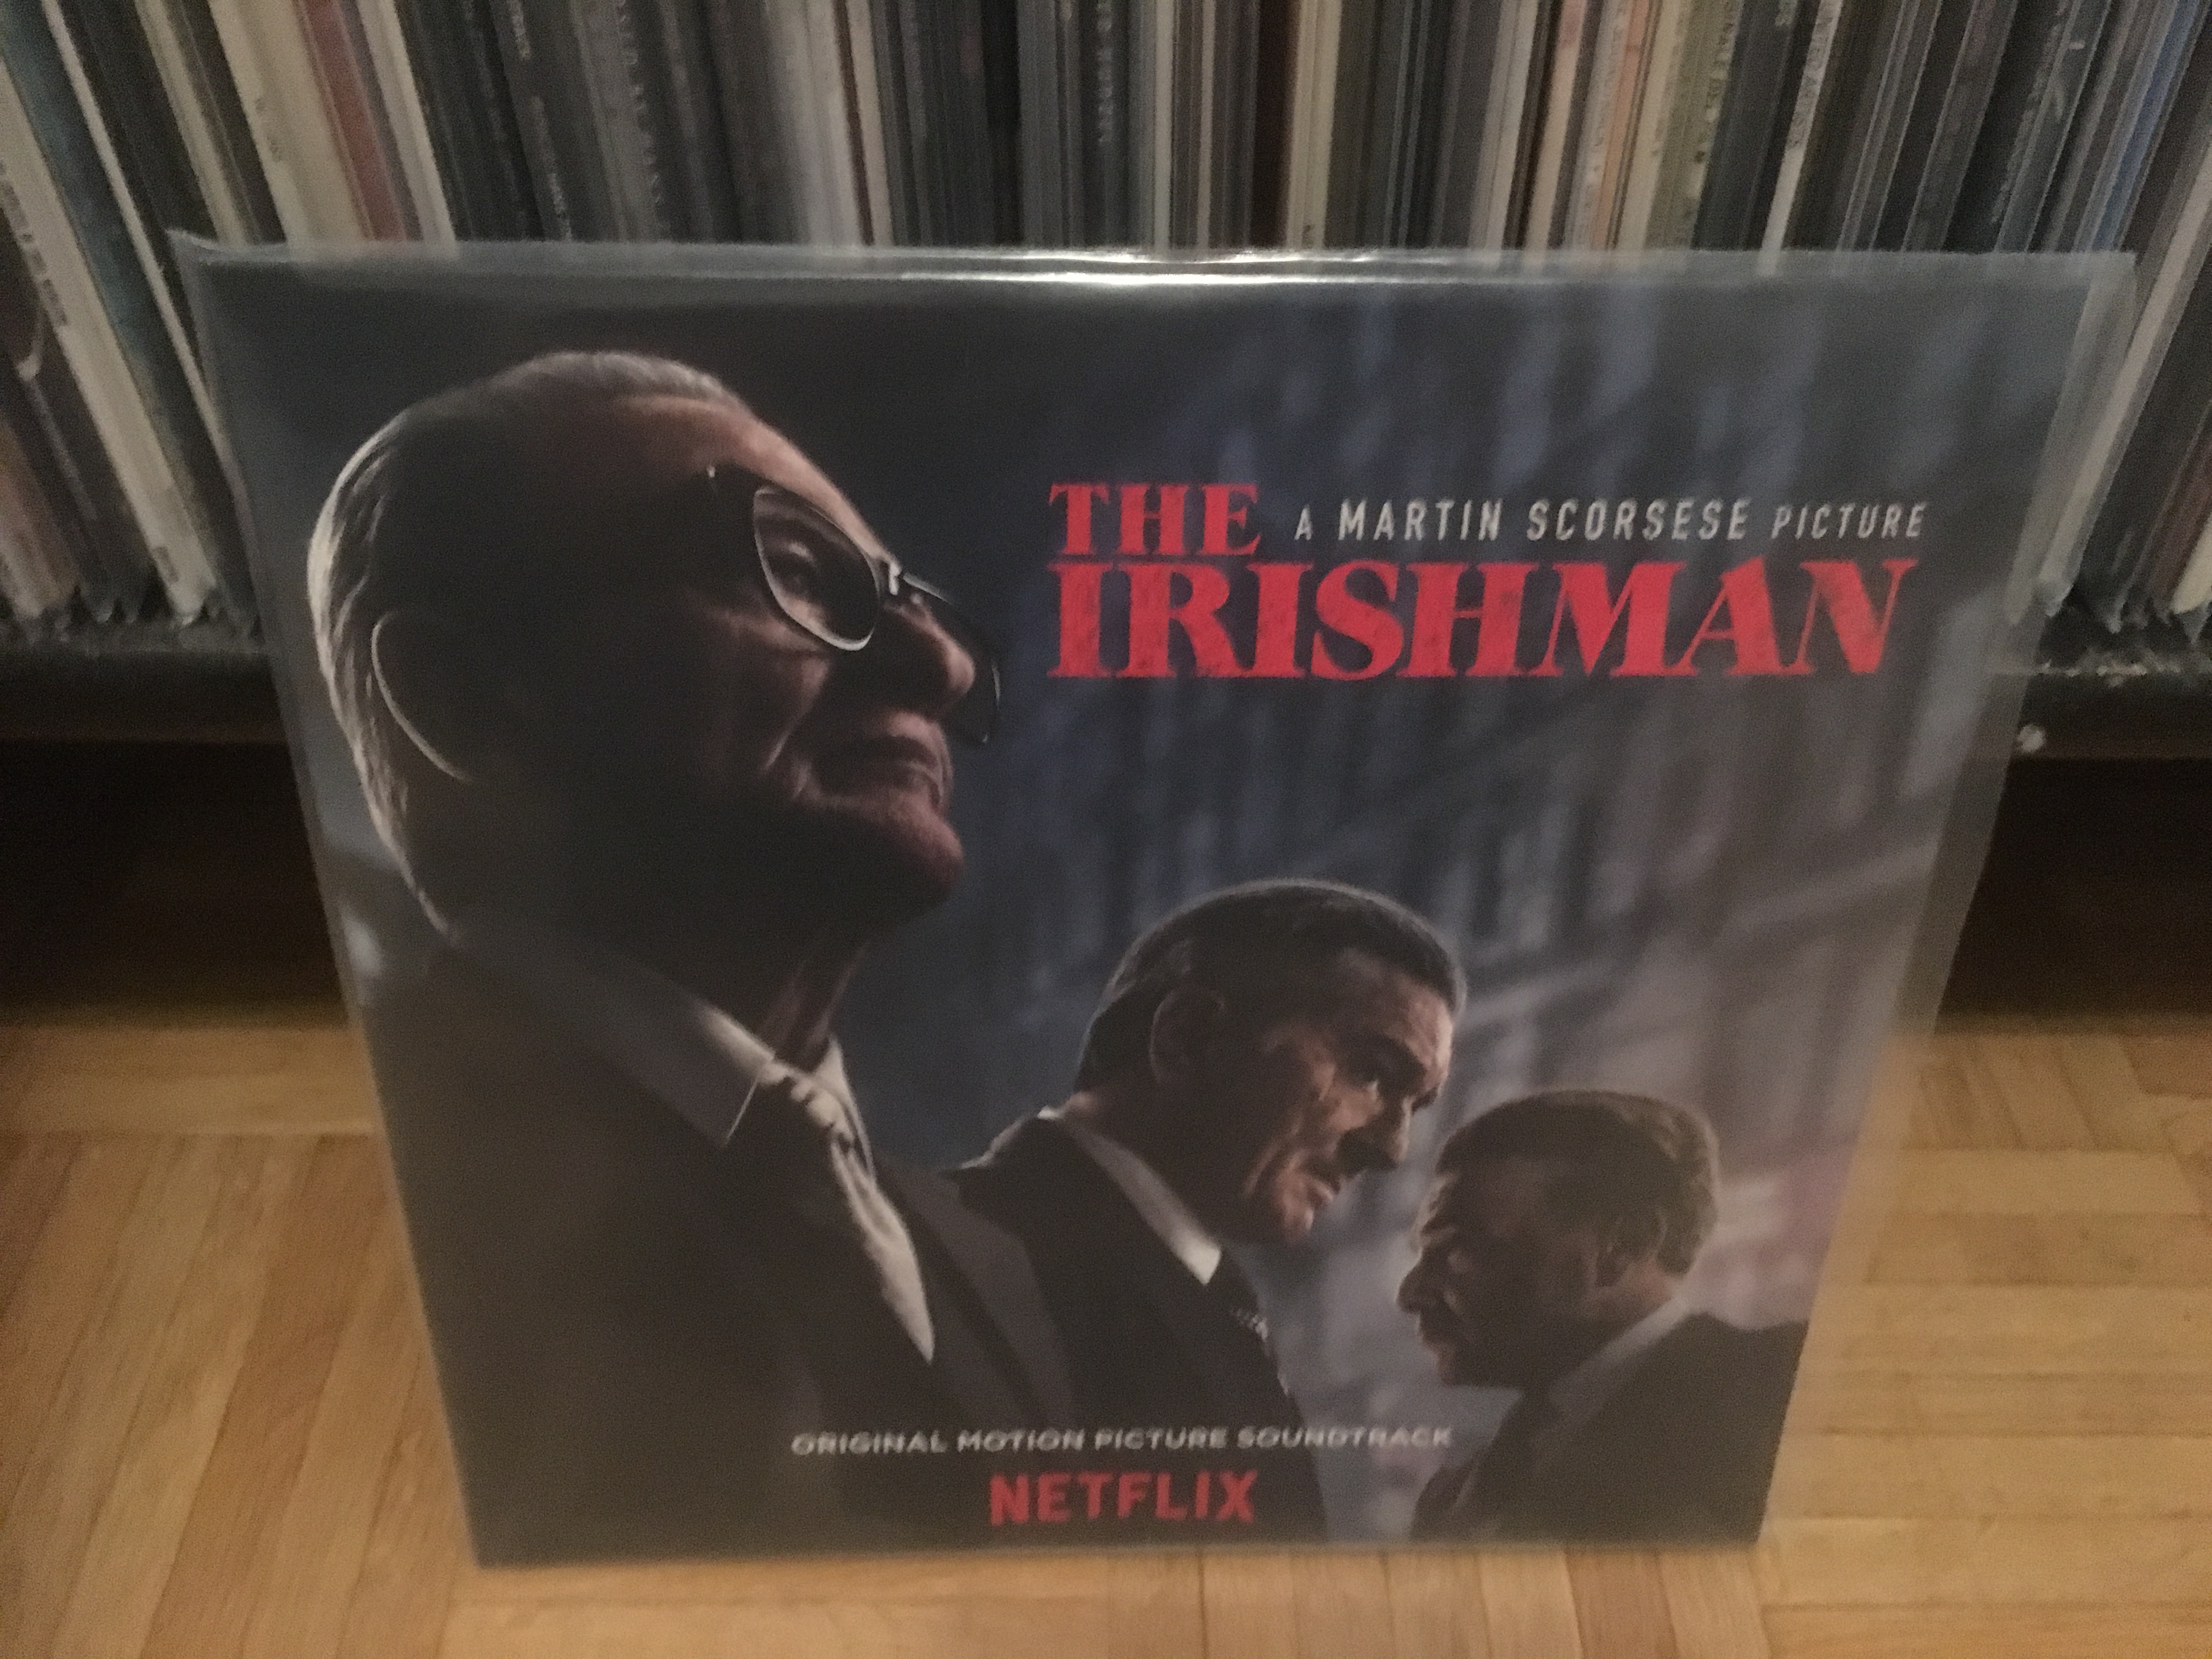 THE
A MARTIN SCORSESE PICTURE
IRISHMAN
ORIGINAL MOTION PICTURE SOUNDTRACK
NETFLIX